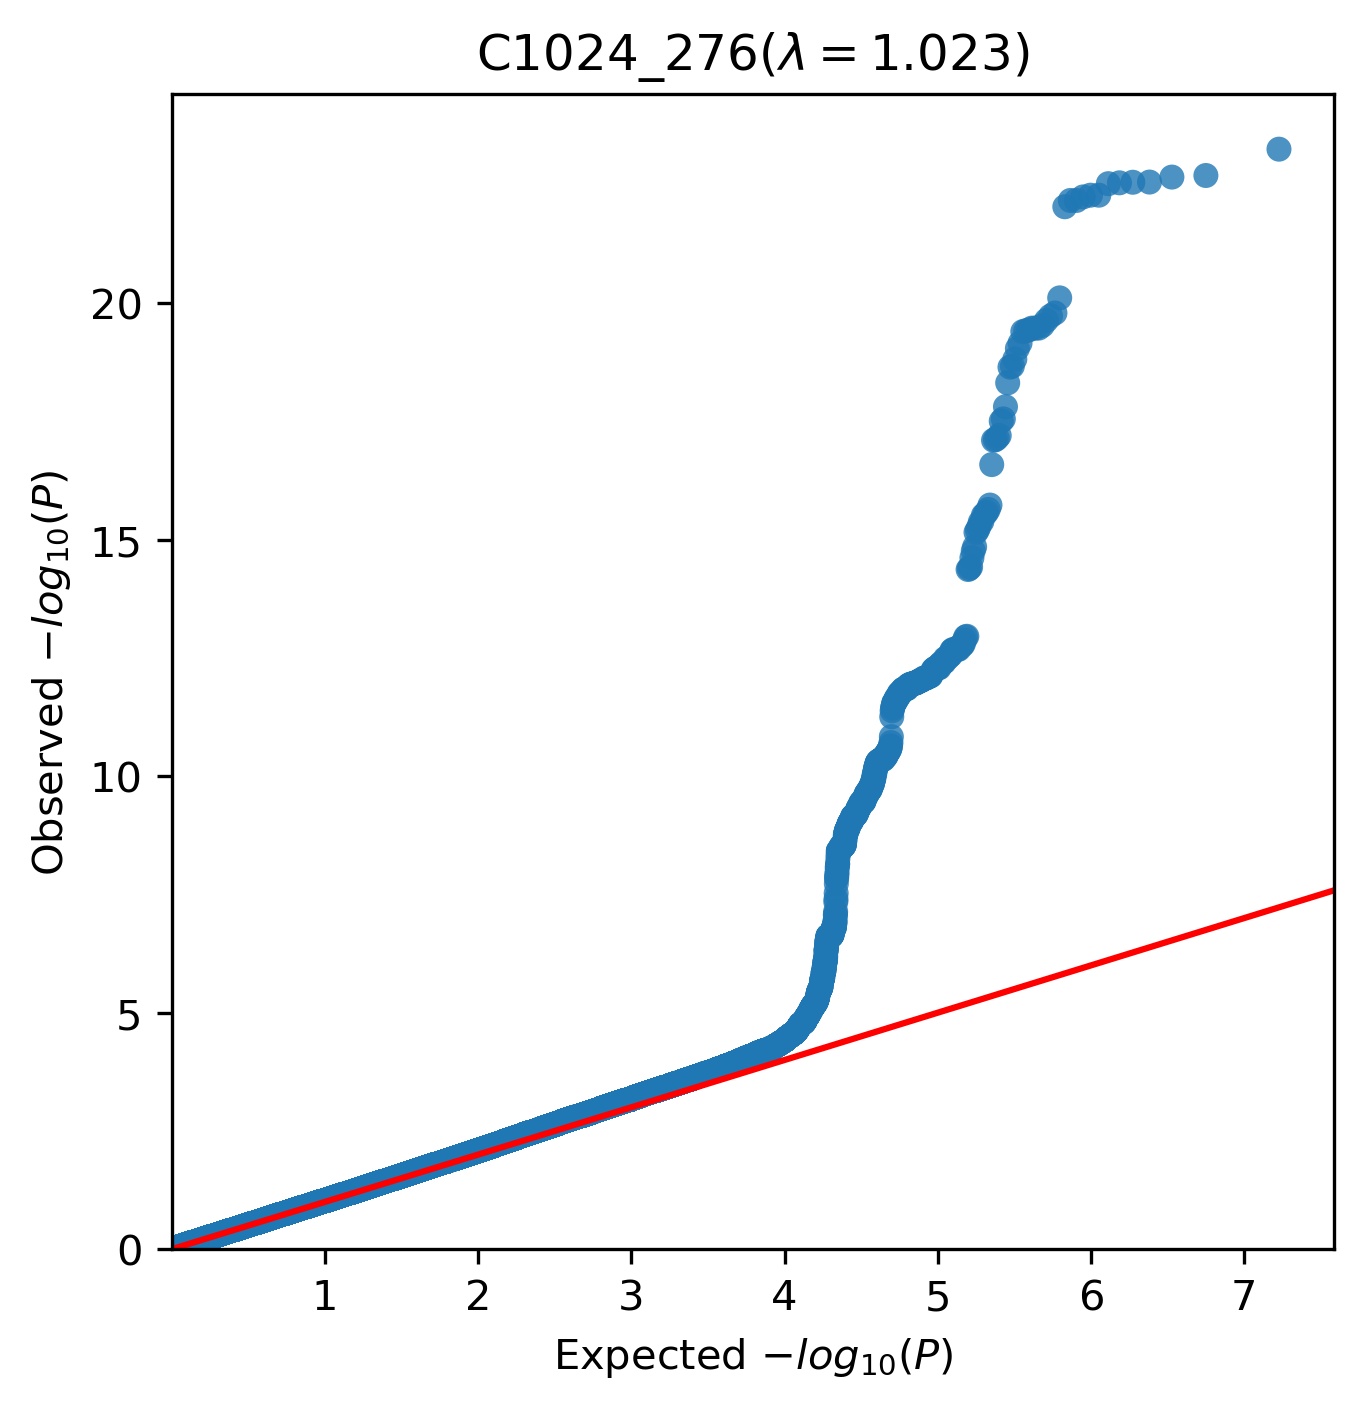 C1024_276(λ = 1.023)
Observed −log₁₀(P)
20
15
10
5
0
1 2 3 4 5 6 7
Expected −log₁₀(P)